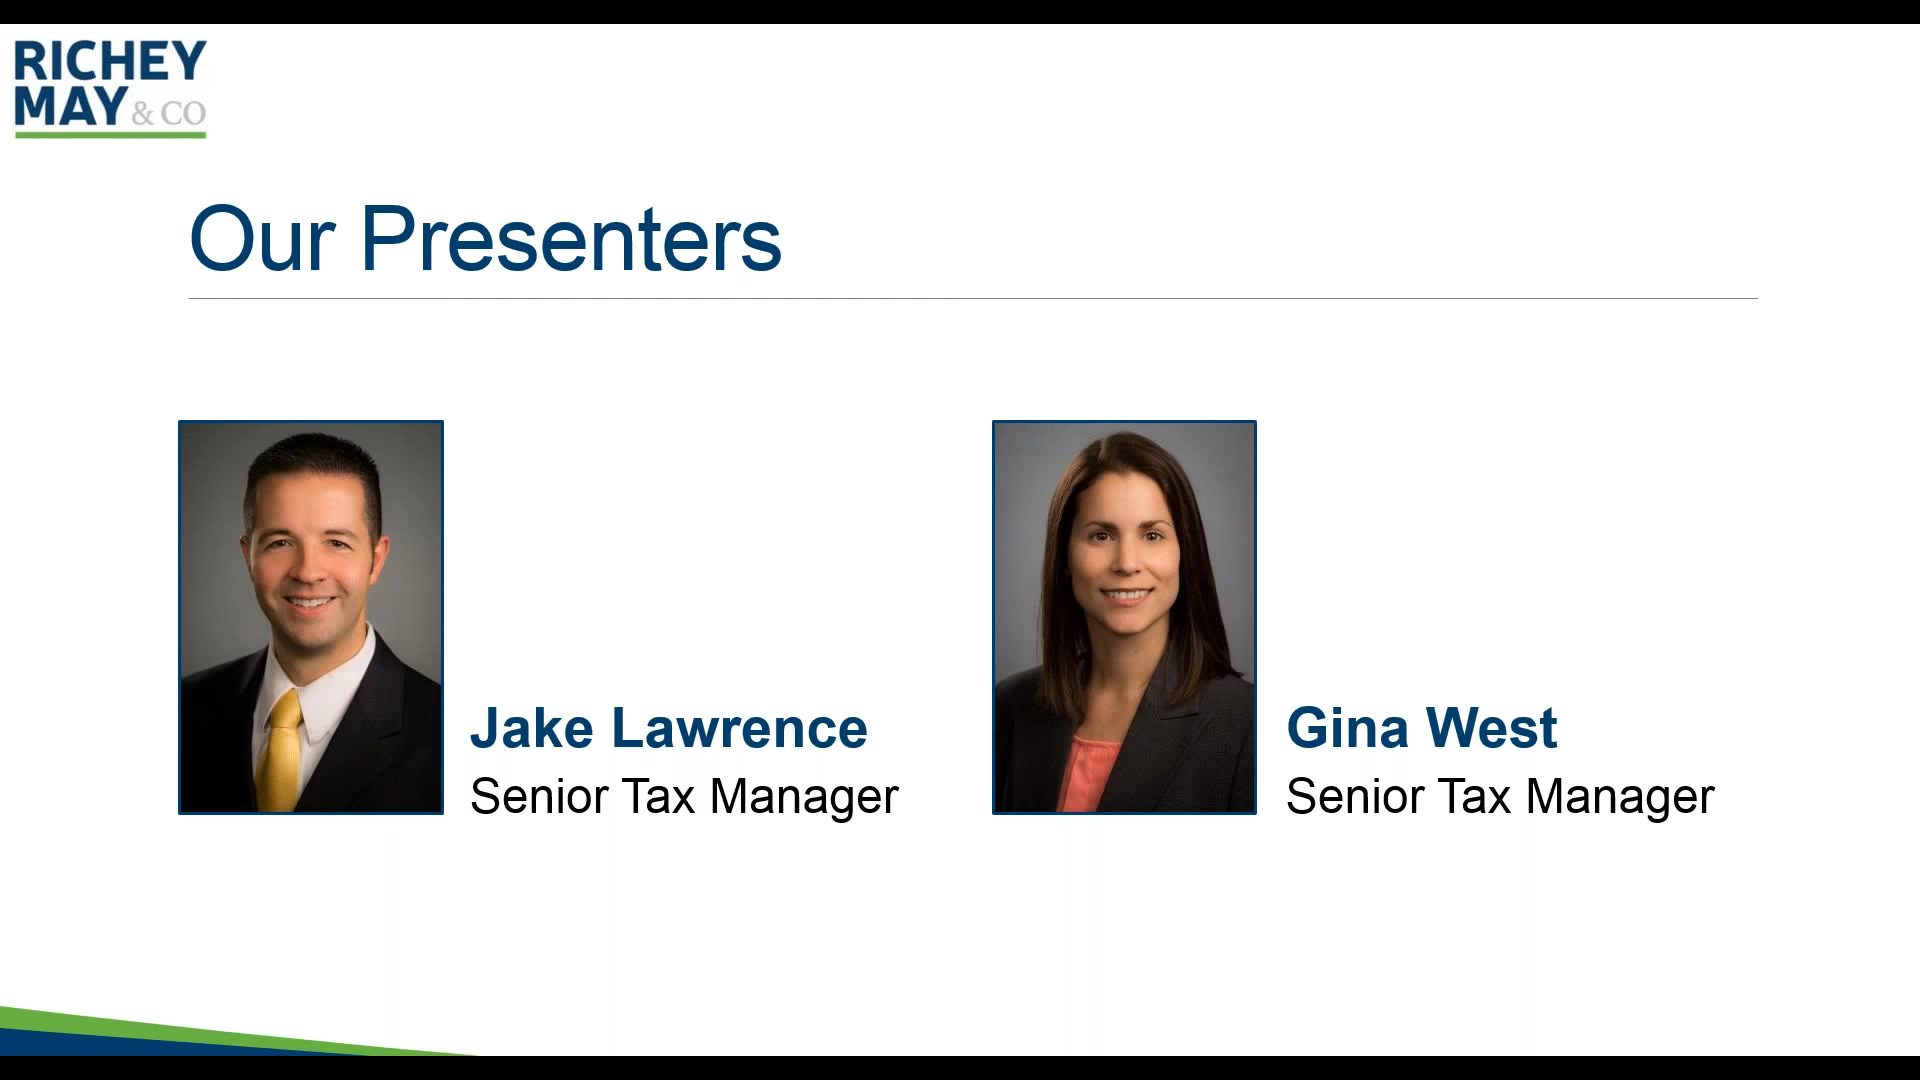 RICHEY
MAY & CO
Our Presenters
Jake Lawrence
Senior Tax Manager
Gina West
Senior Tax Manager